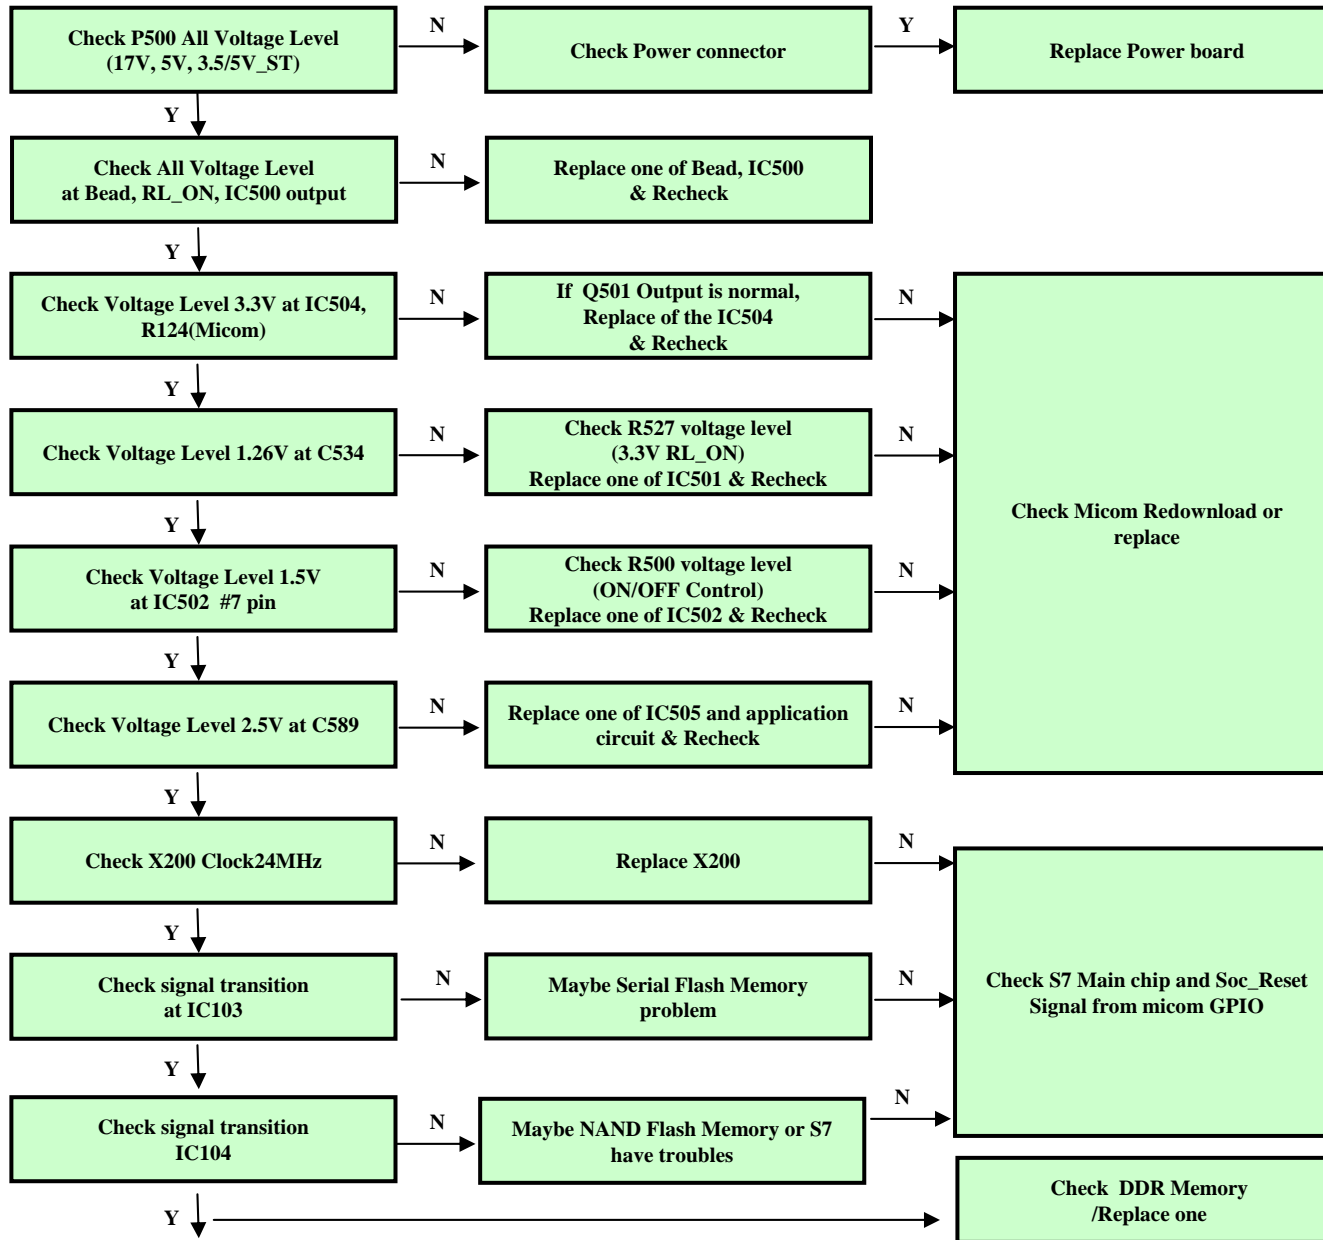 Check P500 All Voltage Level
(17V, 5V, 3.5/5V_ST)
N
Check Power connector
Y
Replace Power board
Y
Check All Voltage Level
at Bead, RL_ON, IC500 output
N
Replace one of Bead, IC500
& Recheck
Y
Check Voltage Level 3.3V at IC504,
R124(Micom)
N
If Q501 Output is normal,
Replace of the IC504
& Recheck
N
Y
Check Voltage Level 1.26V at C534
N
Check R527 voltage level
(3.3V RL_ON)
Replace one of IC501 & Recheck
N
Check Micom Redownload or
replace
Y
Check Voltage Level 1.5V
at IC502 #7 pin
N
Check R500 voltage level
(ON/OFF Control)
Replace one of IC502 & Recheck
N
Y
Check Voltage Level 2.5V at C589
N
Replace one of IC505 and application
circuit & Recheck
N
Y
Check X200 Clock24MHz
N
Replace X200
N
Y
Check signal transition
at IC103
N
Maybe Serial Flash Memory
problem
N
Check S7 Main chip and Soc_Reset
Signal from micom GPIO
Y
Check signal transition
IC104
N
Maybe NAND Flash Memory or S7
have troubles
N
Y
Check DDR Memory
/Replace one